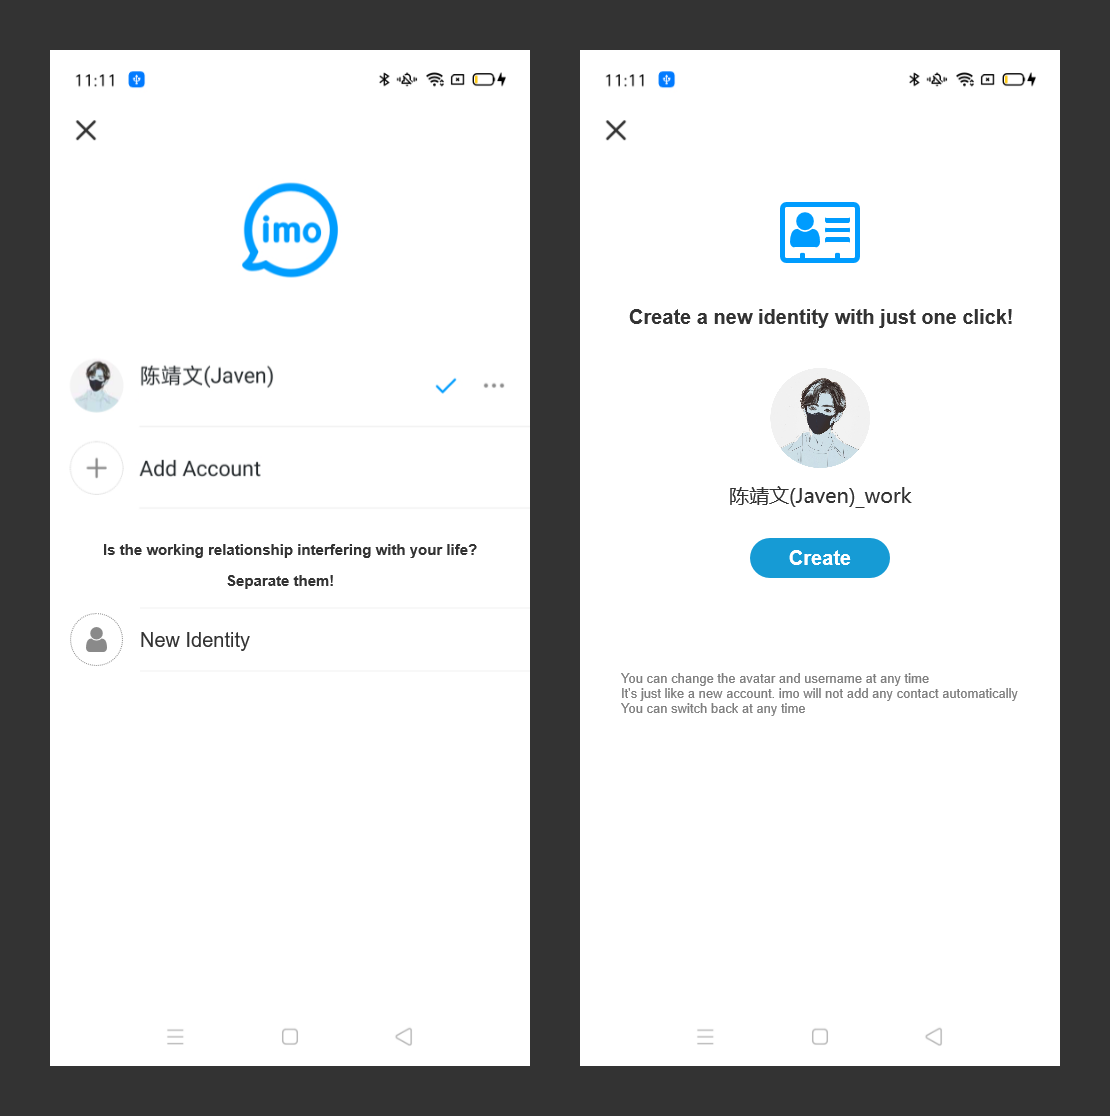 11:11
imo
陈靖文(Javen)
Add Account
Is the working relationship interfering with your life?
Separate them!
New Identity
11:11
Create a new identity with just one click!
陈靖文(Javen)_work
Create
You can change the avatar and username at any time
It's just like a new account. imo will not add any contact automatically
You can switch back at any time